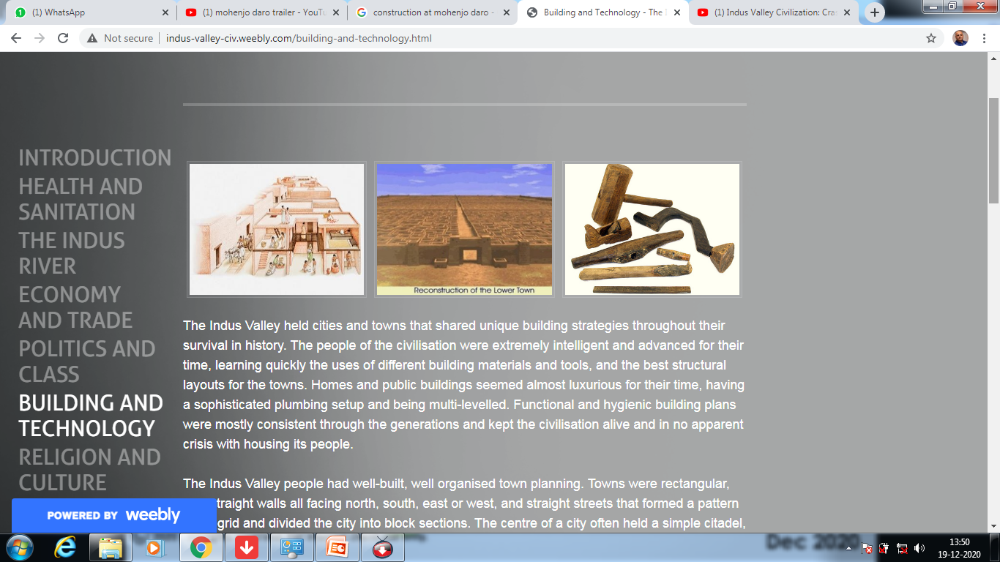 (1) WhatsApp
(1) mohenjo daro trailer - YouTu
construction at mohenjo daro -
Building and Technology - The I
(1) Indus Valley Civilization: Cras
Not secure
indus-valley-civ.weebly.com/building-and-technology.html
INTRODUCTION
HEALTH AND
SANITATION
THE INDUS
RIVER
ECONOMY
AND TRADE
POLITICS AND
CLASS
BUILDING AND
TECHNOLOGY
RELIGION AND
CULTURE
POWERED BY weebly
Reconstruction of the Lower Town
The Indus Valley held cities and towns that shared unique building strategies throughout their
survival in history. The people of the civilisation were extremely intelligent and advanced for their
time, learning quickly the uses of different building materials and tools, and the best structural
layouts for the towns. Homes and public buildings seemed almost luxurious for their time, having
a sophisticated plumbing setup and being multi-levelled. Functional and hygienic building plans
were mostly consistent through the generations and kept the civilisation alive and in no apparent
crisis with housing its people.
The Indus Valley people had well-built, well organised town planning. Towns were rectangular,
traight walls all facing north, south, east or west, and straight streets that formed a pattern
grid and divided the city into block sections. The centre of a city often held a simple citadel,
Dec 2020
13:50
19-12-2020